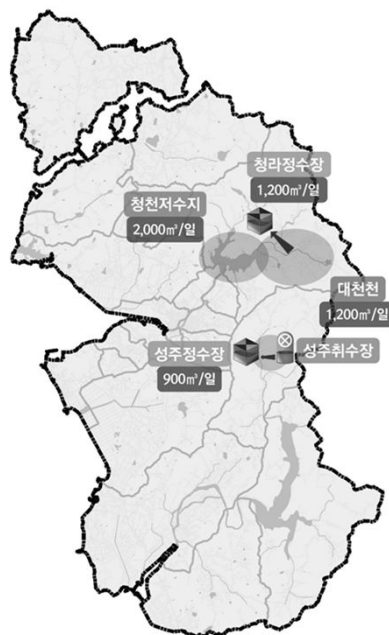 청라정수장
1,200㎥/일
청천저수지
2,000㎥/일
대천천
1,200㎥/일
성주정수장
900㎥/일
성주취수장